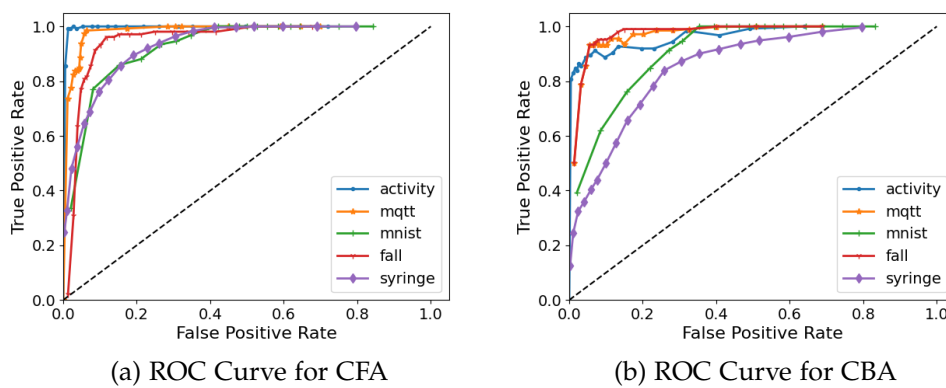 1.0
0.8
0.6
0.4
0.2
0.0
True Positive Rate
0.0 0.2 0.4 0.6 0.8 1.0
False Positive Rate
activity
mqtt
mnist
fall
syringe
(a) ROC Curve for CFA
1.0
0.8
0.6
0.4
0.2
0.0
True Positive Rate
0.0 0.2 0.4 0.6 0.8 1.0
False Positive Rate
activity
mqtt
mnist
fall
syringe
(b) ROC Curve for CBA